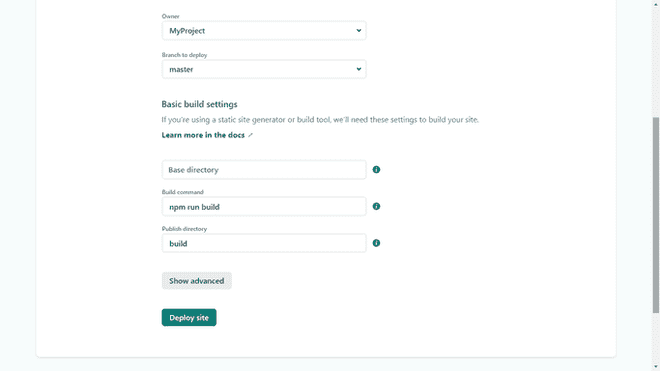 Owner
MyProject
Branch to deploy
master
Basic build settings
If you're using a static site generator or build tool, we'll need these settings to build your site.
Learn more in the docs
Base directory
Build command
npm run build
Publish directory
build
Show advanced
Deploy site